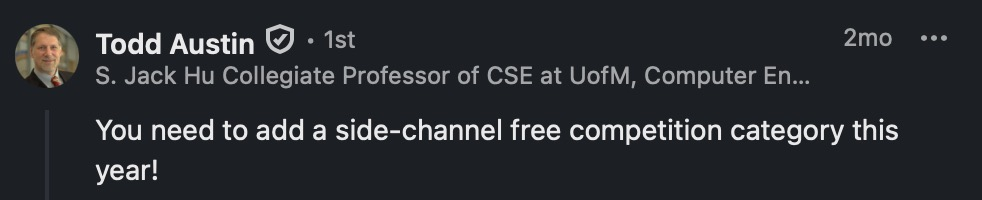 Todd Austin • 1st
2mo
S. Jack Hu Collegiate Professor of CSE at UofM, Computer En...
You need to add a side-channel free competition category this
year!